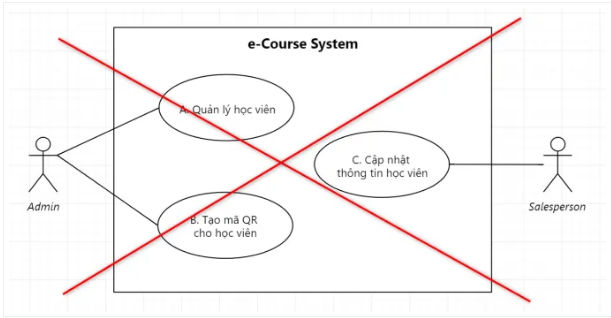 e-Course System
A. Quản lý học viên
C. Cập nhật
thông tin học viên
B. Tạo mã QR
cho học viên
Admin
Salesperson